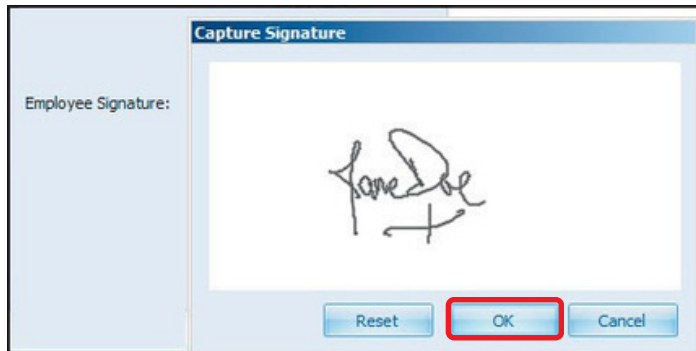 Capture Signature
Employee Signature:
Jane Doe
Reset OK Cancel